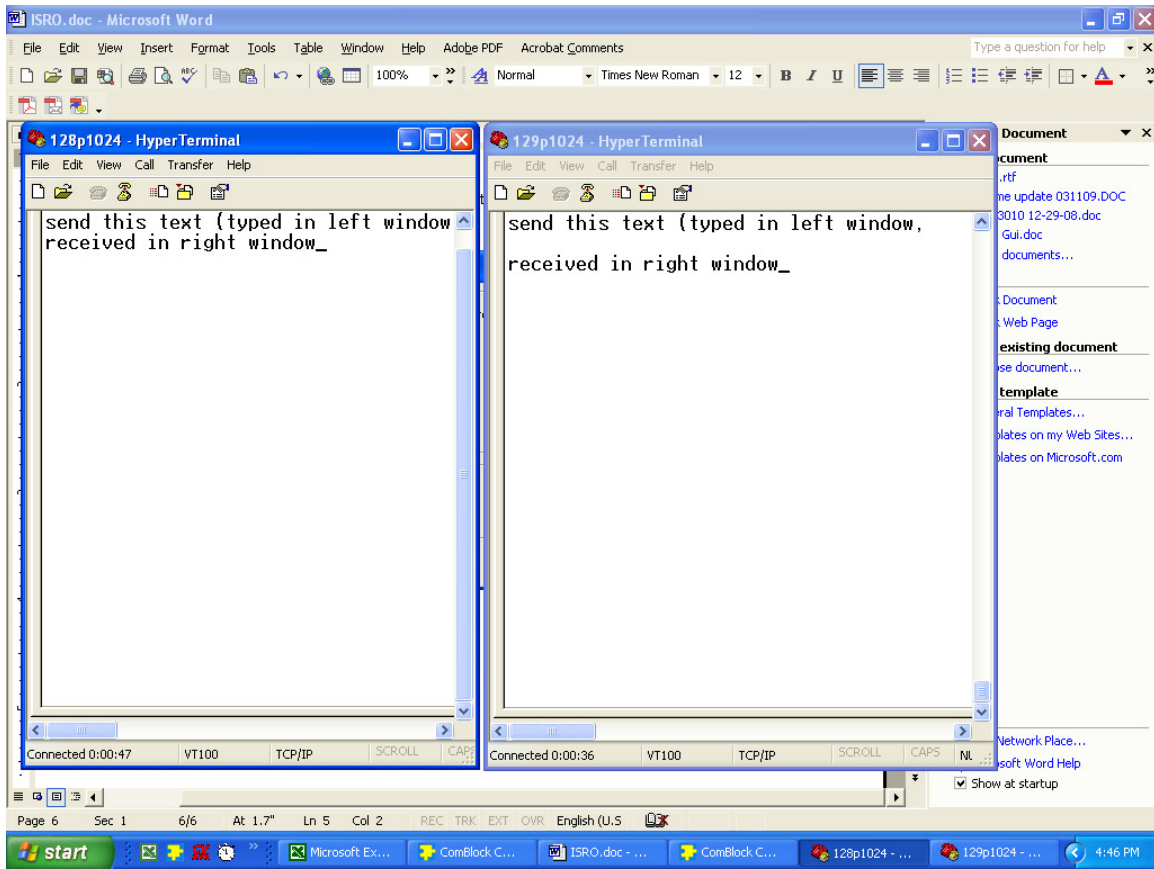 ISRO.doc - Microsoft Word
File Edit View Insert Format Tools Table Window Help Adobe PDF Acrobat Comments Type a question for help
100% Normal Times New Roman 12 B I U A
128p1024 - HyperTerminal
File Edit View Call Transfer Help
send this text (typed in left window
received in right window_
Connected 0:00:47 VT100 TCP/IP SCROLL CAPS
129p1024 - HyperTerminal
File Edit View Call Transfer Help
send this text (typed in left window,
received in right window_
Connected 0:00:36 VT100 TCP/IP SCROLL CAPS
Document
cument
.rtf
me update 031109.DOC
3010 12-29-08.doc
Gui.doc
documents...
Document
Web Page
existing document
se document...
template
ral Templates...
lates on my Web Sites...
lates on Microsoft.com
Network Place...
soft Word Help
Show at startup
Page 6 Sec 1 6/6 At 1.7" Ln 5 Col 2 REC TRK EXT OVR English (U.S
start Microsoft Ex... ComBlock C... ISRO.doc - ... ComBlock C... 128p1024 - ... 129p1024 - ... 4:46 PM